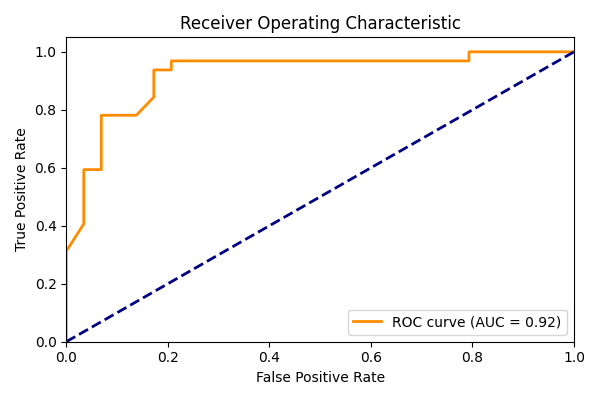 Receiver Operating Characteristic
True Positive Rate
1.0
0.8
0.6
0.4
0.2
0.0
ROC curve (AUC = 0.92)
0.0 0.2 0.4 0.6 0.8 1.0
False Positive Rate